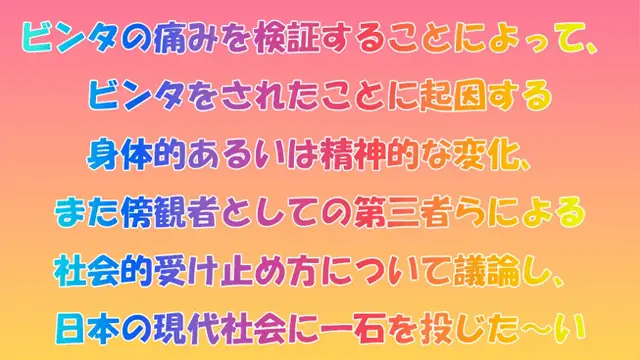 ビンタの痛みを検証することによって、
ビンタをされたことに起因する
身体的あるいは精神的な変化、
また傍観者としての第三者らによる
社会的受け止め方について議論し、
日本の現代社会に一石を投じた～い